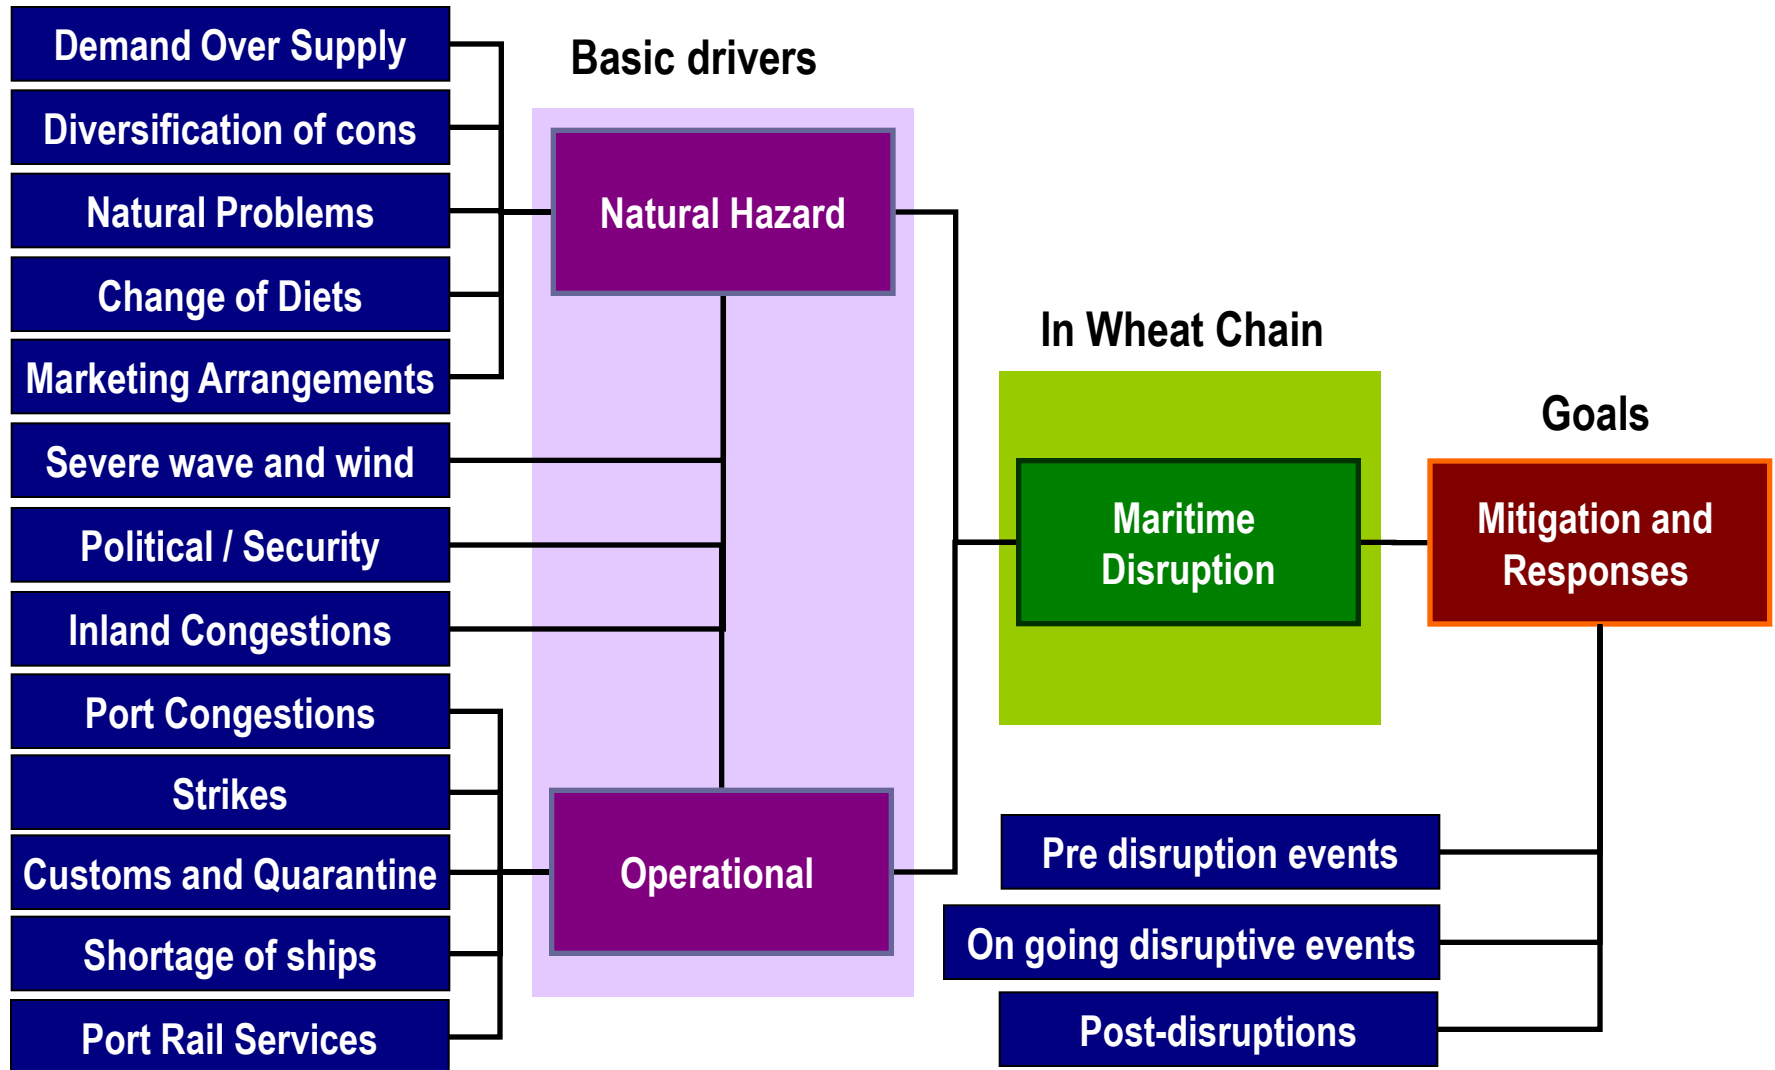 Demand Over Supply
Diversification of cons
Natural Problems
Change of Diets
Marketing Arrangements
Severe wave and wind
Political / Security
Inland Congestions
Port Congestions
Strikes
Customs and Quarantine
Shortage of ships
Port Rail Services
Basic drivers
Natural Hazard
Operational
In Wheat Chain
Maritime
Disruption
Goals
Mitigation and
Responses
Pre disruption events
On going disruptive events
Post-disruptions